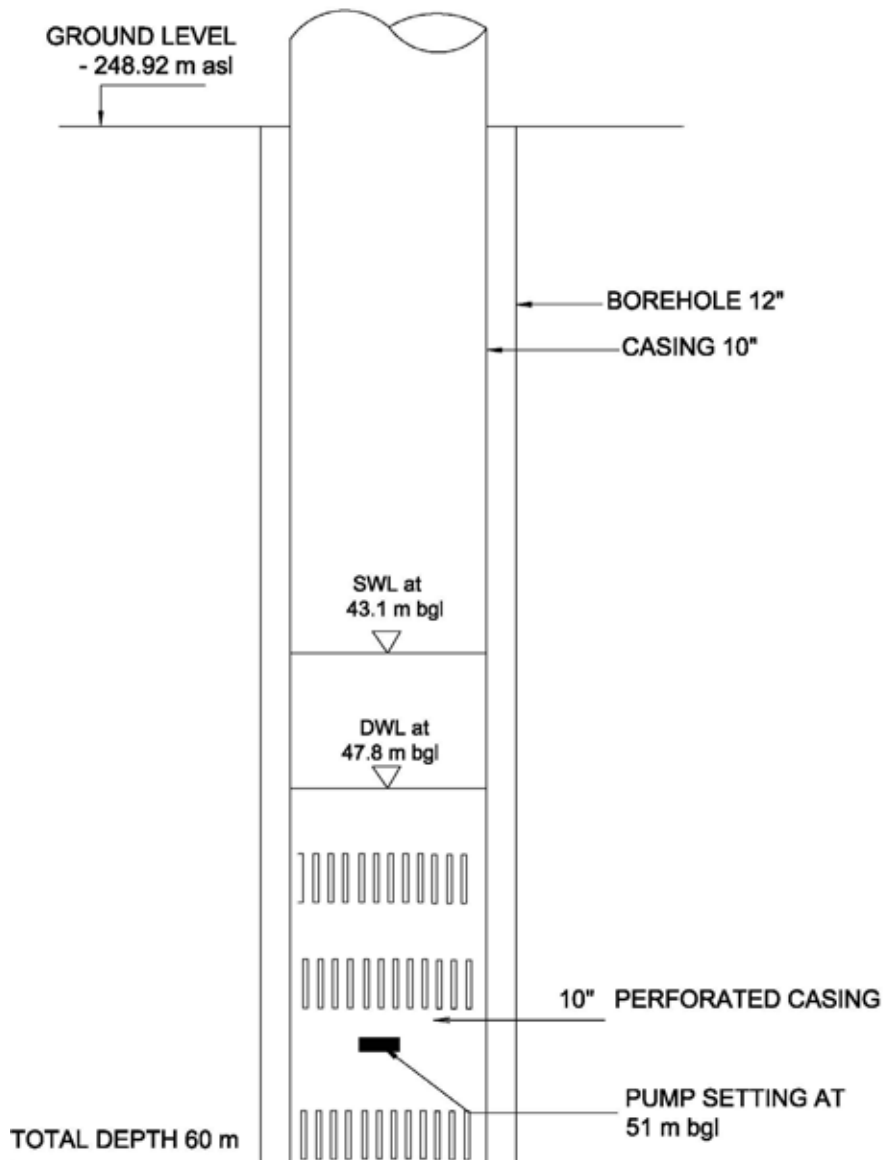 GROUND LEVEL
- 248.92 m asl
BOREHOLE 12"
CASING 10"
SWL at
43.1 m bgl
DWL at
47.8 m bgl
10" PERFORATED CASING
PUMP SETTING AT
51 m bgl
TOTAL DEPTH 60 m